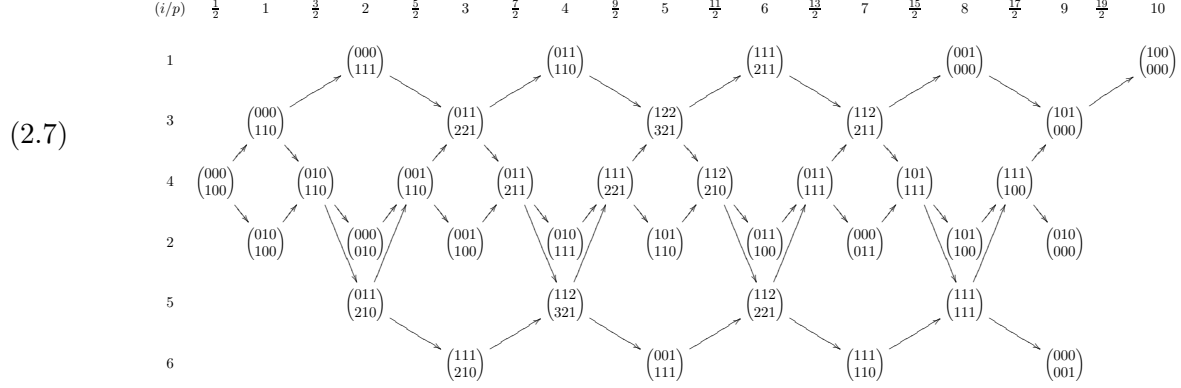 (i/p) 1/2 1 3/2 2 5/2 3 7/2 4 9/2 5 11/2 6 13/2 7 15/2 8 17/2 9 19/2 10
1 (000 111) (011 110) (111 211) (001 000) (100 000)
(2.7)
3 (000 110) (011 221) (122 321) (112 211) (101 000)
4 (000 100) (010 110) (001 110) (011 211) (111 221) (112 210) (011 111) (101 111) (111 100)
2 (010 100) (000 010) (001 100) (010 111) (101 110) (011 100) (000 011) (101 100) (010 000)
5 (011 210) (112 321) (112 221) (111 111)
6 (111 210) (001 111) (111 110) (000 001)